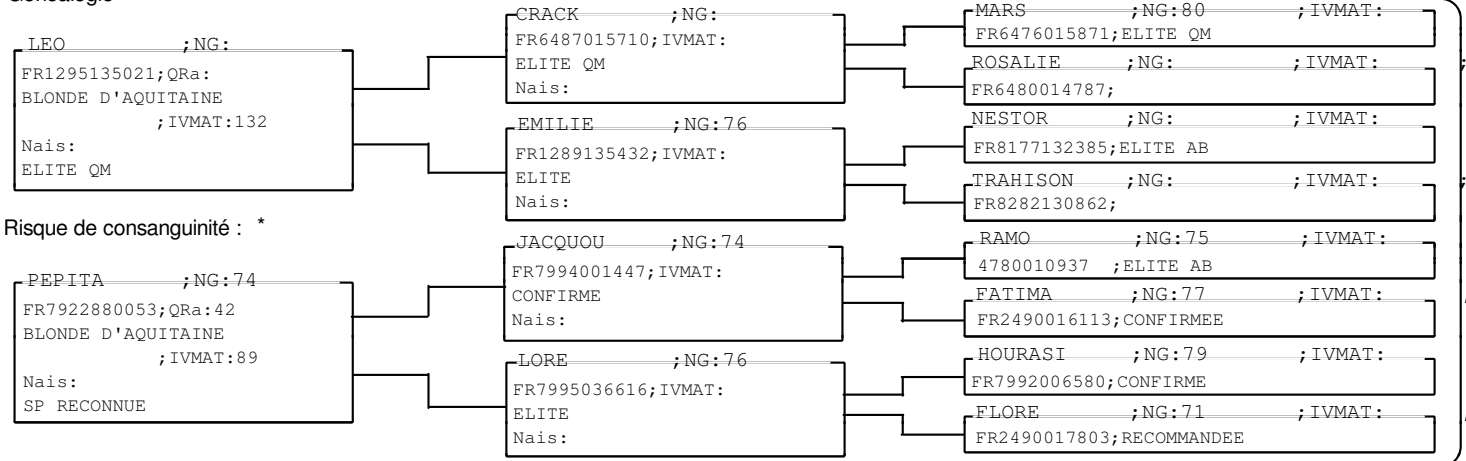 LEO ;NG:
FR1295135021;QRa:
BLONDE D'AQUITAINE
;IVMAT:132
Nais:
ELITE QM
CRACK ;NG:
FR6487015710;IVMAT:
ELITE QM
Nais:
EMILIE ;NG:76
FR1289135432;IVMAT:
ELITE
Nais:
MARS ;NG:80 ;IVMAT:
FR6476015871;ELITE QM
ROSALIE ;NG: ;IVMAT:
FR6480014787;
NESTOR ;NG: ;IVMAT:
FR8177132385;ELITE AB
TRAHISON ;NG: ;IVMAT:
FR8282130862;
Risque de consanguinité : *
PEPITA ;NG:74
FR7922880053;QRa:42
BLONDE D'AQUITAINE
;IVMAT:89
Nais:
SP RECONNUE
JACQUOU ;NG:74
FR7994001447;IVMAT:
CONFIRME
Nais:
LORE ;NG:76
FR7995036616;IVMAT:
ELITE
Nais:
RAMO ;NG:75 ;IVMAT:
4780010937 ;ELITE AB
FATIMA ;NG:77 ;IVMAT:
FR2490016113;CONFIRMEE
HOURASI ;NG:79 ;IVMAT:
FR7992006580;CONFIRME
FLORE ;NG:71 ;IVMAT:
FR2490017803;RECOMMANDEE